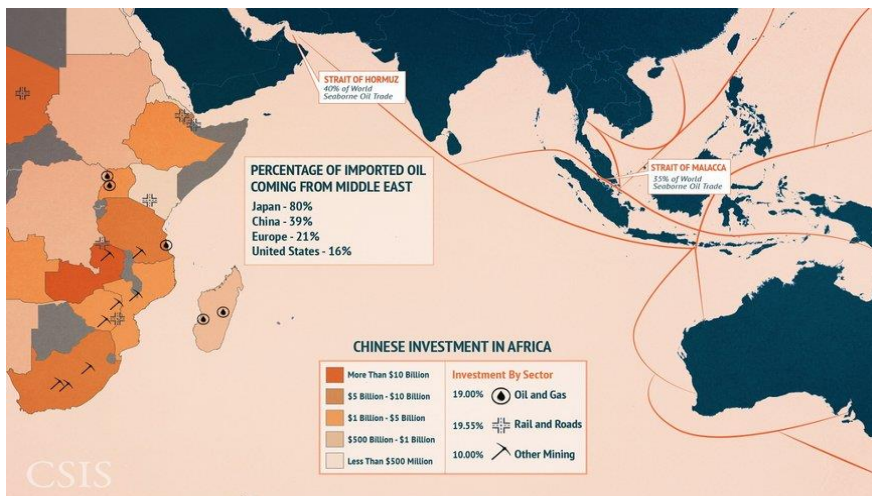 STRAIT OF HORMUZ
40% of World
Seaborne Oil Trade
STRAIT OF MALACCA
35% of World
Seaborne Oil Trade
PERCENTAGE OF IMPORTED OIL
COMING FROM MIDDLE EAST
Japan - 80%
China - 39%
Europe - 21%
United States - 16%
CHINESE INVESTMENT IN AFRICA
More Than $10 Billion
$5 Billion - $10 Billion
$1 Billion - $5 Billion
$500 Billion - $1 Billion
Less Than $500 Million
Investment By Sector
19.00% Oil and Gas
19.55% Rail and Roads
10.00% Other Mining
CSIS